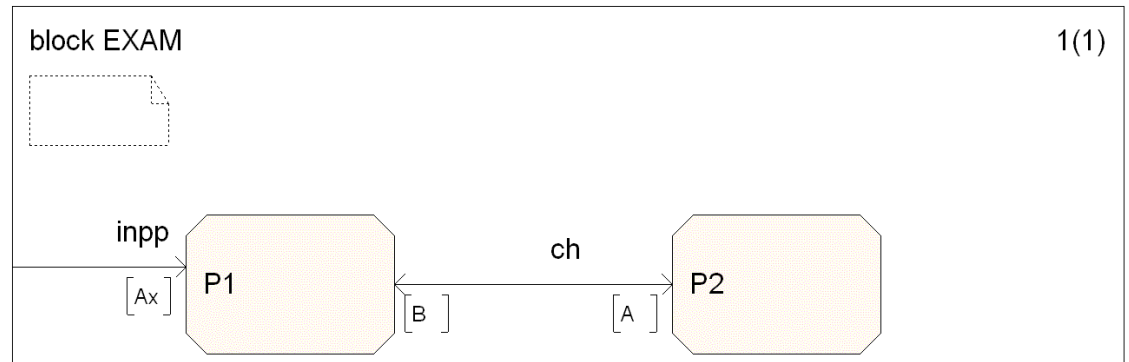 block EXAM
1(1)
inpp
ch
P1
P2
[Ax]
[B ]
[A ]